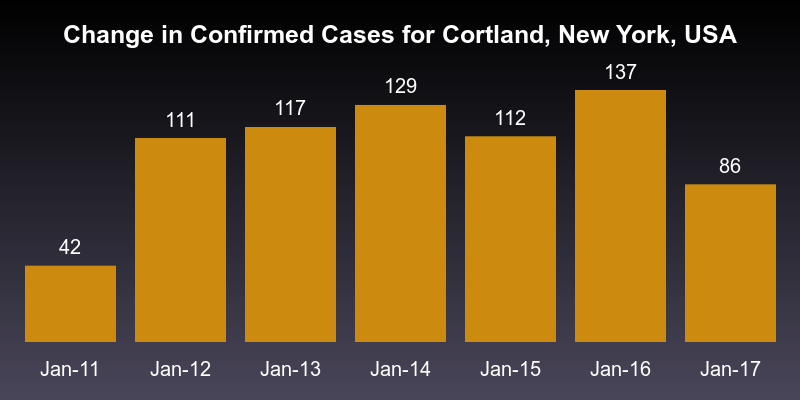 Change in Confirmed Cases for Cortland, New York, USA
42
111
117
129
112
137
86
Jan-11
Jan-12
Jan-13
Jan-14
Jan-15
Jan-16
Jan-17